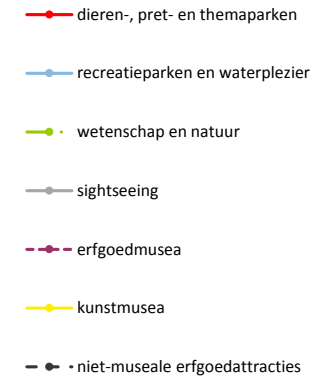 dieren-, pret- en themaparken
recreatieparken en waterplezier
wetenschap en natuur
sightseeing
erfgoedmusea
kunstmusea
niet-museale erfgoedattracties